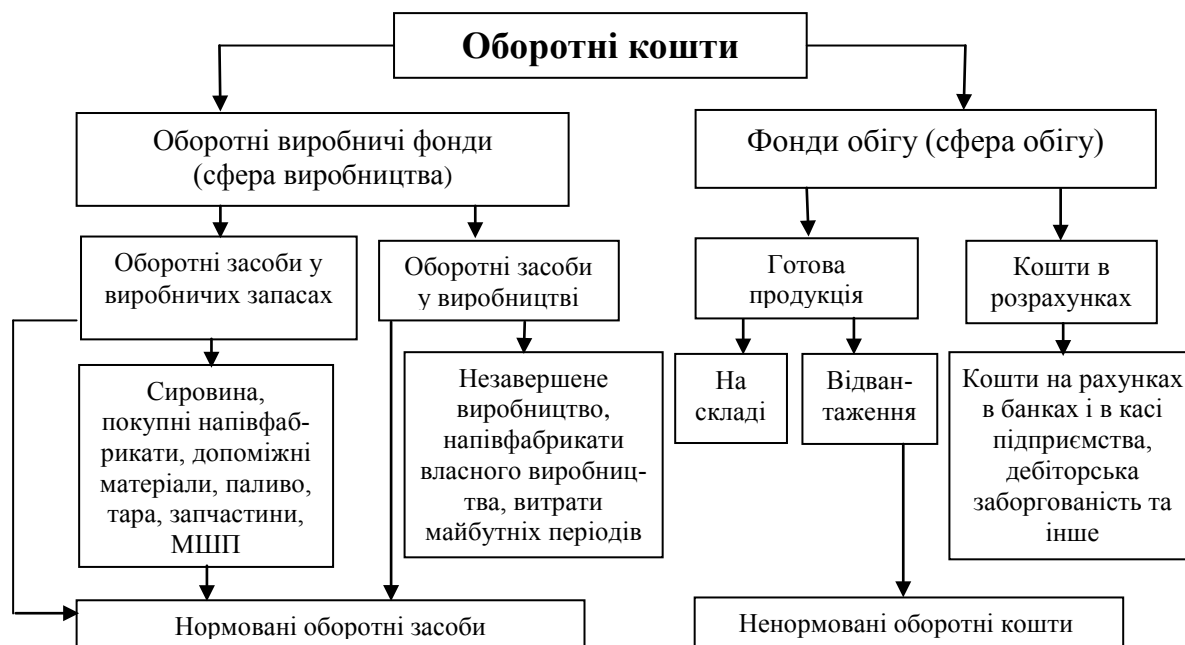 Оборотні кошти
Оборотні виробничі фонди
(сфера виробництва)
Фонди обігу (сфера обігу)
Оборотні засоби у
виробничих запасах
Оборотні засоби
у виробництві
Готова
продукція
Кошти в
розрахунках
Сировина,
покупні напівфаб-
рикати, допоміжні
матеріали, паливо,
тара, запчастини,
МШП
Незавершене
виробництво,
напівфабрикати
власного виробниц-
тва, витрати
майбутніх періодів
На
складі
Відван-
таження
Кошти на рахунках
в банках і в касі
підприємства,
дебіторська
заборгованість та
інше
Нормовані оборотні засоби
Ненормовані оборотні кошти